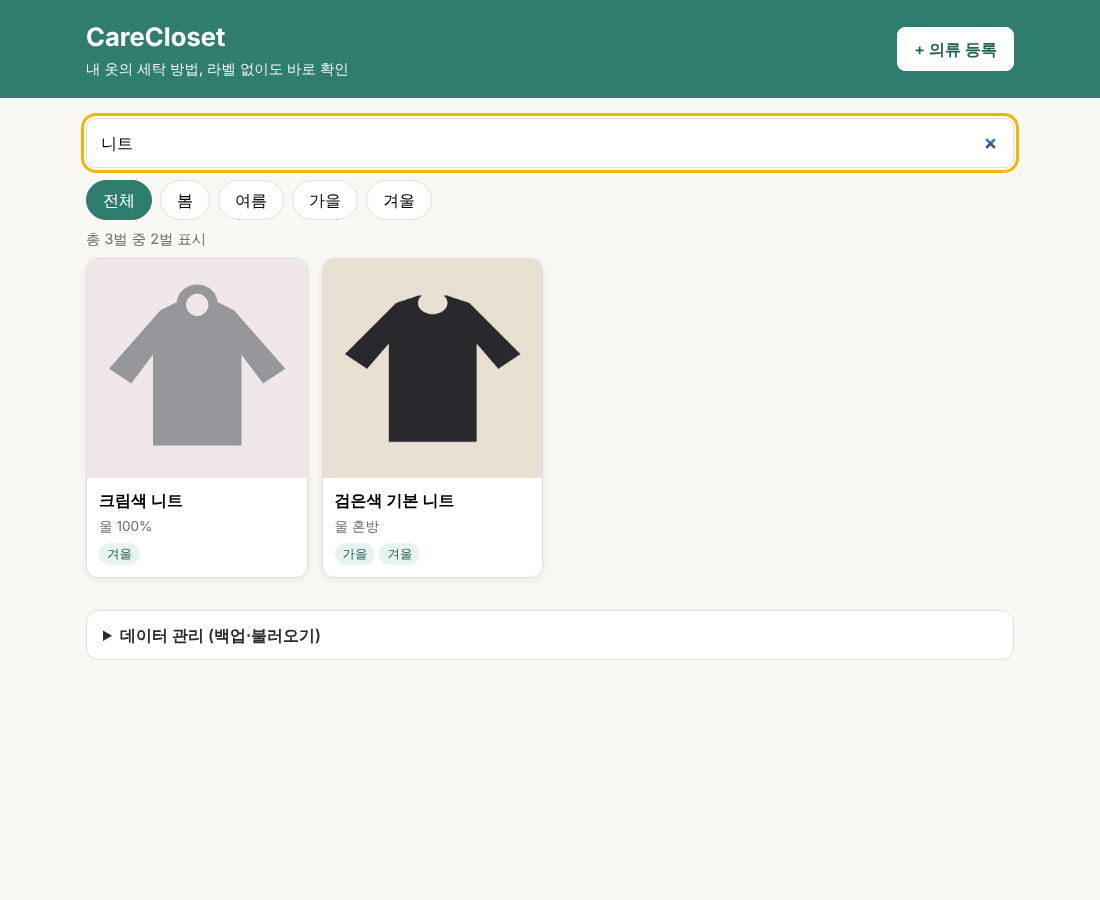 CareCloset
내 옷의 세탁 방법, 라벨 없이도 바로 확인
+ 의류 등록
니트
전체
봄
여름
가을
겨울
총 3벌 중 2벌 표시
크림색 니트
울 100%
겨울
검은색 기본 니트
울 혼방
가을 겨울
데이터 관리 (백업·불러오기)